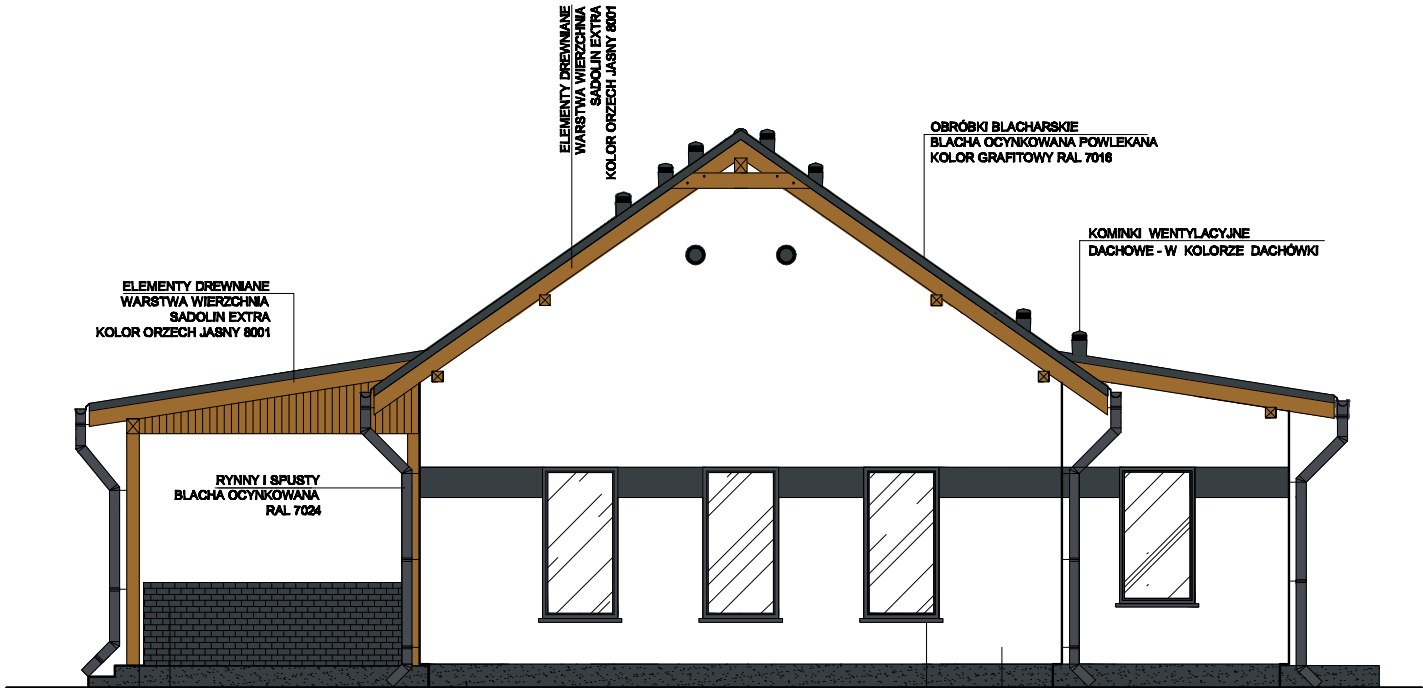 ELEMENTY DREWNIANE
WARSTWA WIERZCHNIA
SADOLIN EXTRA
KOLOR ORZECH JASNY 8001
OBRÓBKI BLACHARSKIE
BLACHA OCYNKOWANA POWLEKANA
KOLOR GRAFITOWY RAL 7016
KOMINKI WENTYLACYJNE
DACHOWE - W KOLORZE DACHÓWKI
ELEMENTY DREWNIANE
WARSTWA WIERZCHNIA
SADOLIN EXTRA
KOLOR ORZECH JASNY 8001
RYNNY I SPUSTY
BLACHA OCYNKOWANA
RAL 7024